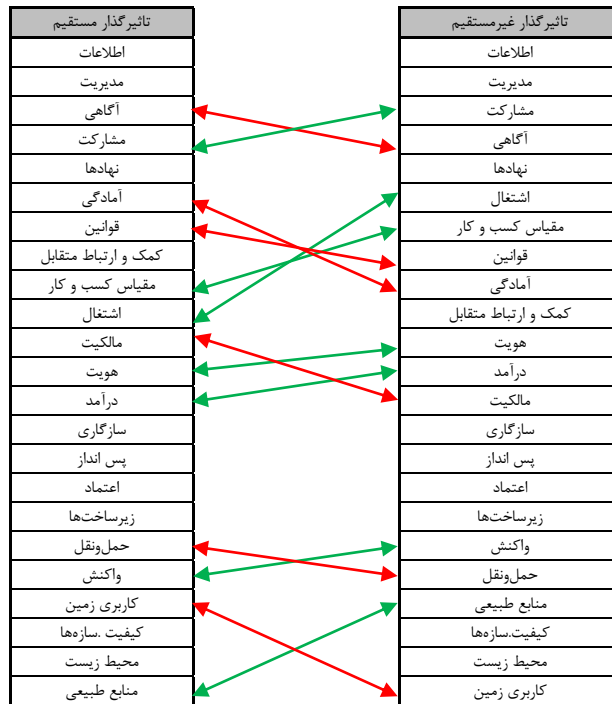 تاثیرگذار غیرمستقیم
اطلاعات
مدیریت
مشارکت
آگاهی
نهادها
اشتغال
مقیاس کسب و کار
قوانین
آمادگی
کمک و ارتباط متقابل
هویت
درآمد
مالکیت
سازگاری
پس انداز
اعتماد
زیرساخت‌ها
واکنش
حمل‌ونقل
منابع طبیعی
کیفیت.سازه‌ها
محیط زیست
کاربری زمین
تاثیرگذار مستقیم
اطلاعات
مدیریت
آگاهی
مشارکت
نهادها
آمادگی
قوانین
کمک و ارتباط متقابل
مقیاس کسب و کار
اشتغال
مالکیت
هویت
درآمد
سازگاری
پس انداز
اعتماد
زیرساخت‌ها
حمل‌ونقل
واکنش
کاربری زمین
کیفیت .سازه‌ها
محیط زیست
منابع طبیعی